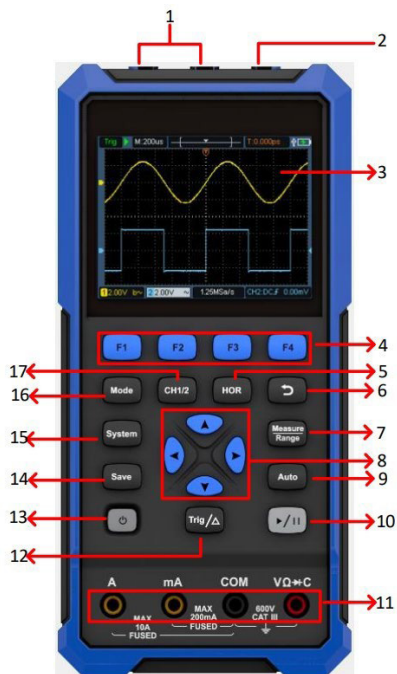 1
2
Trig M:200us T:0.000ps
3
1 2.00V 2 2.00V 1.25MSa/s CH2:DC 0.00mV
F1 F2 F3 F4
4
17
5
16
Mode CH1/2 HOR
6
15
System
Measure
Range
7
8
14
Save
Auto
9
13
10
Trig/△
12
A mA COM VΩ C
11
MAX
10A
FUSED
MAX
200mA
FUSED
600V
CAT III